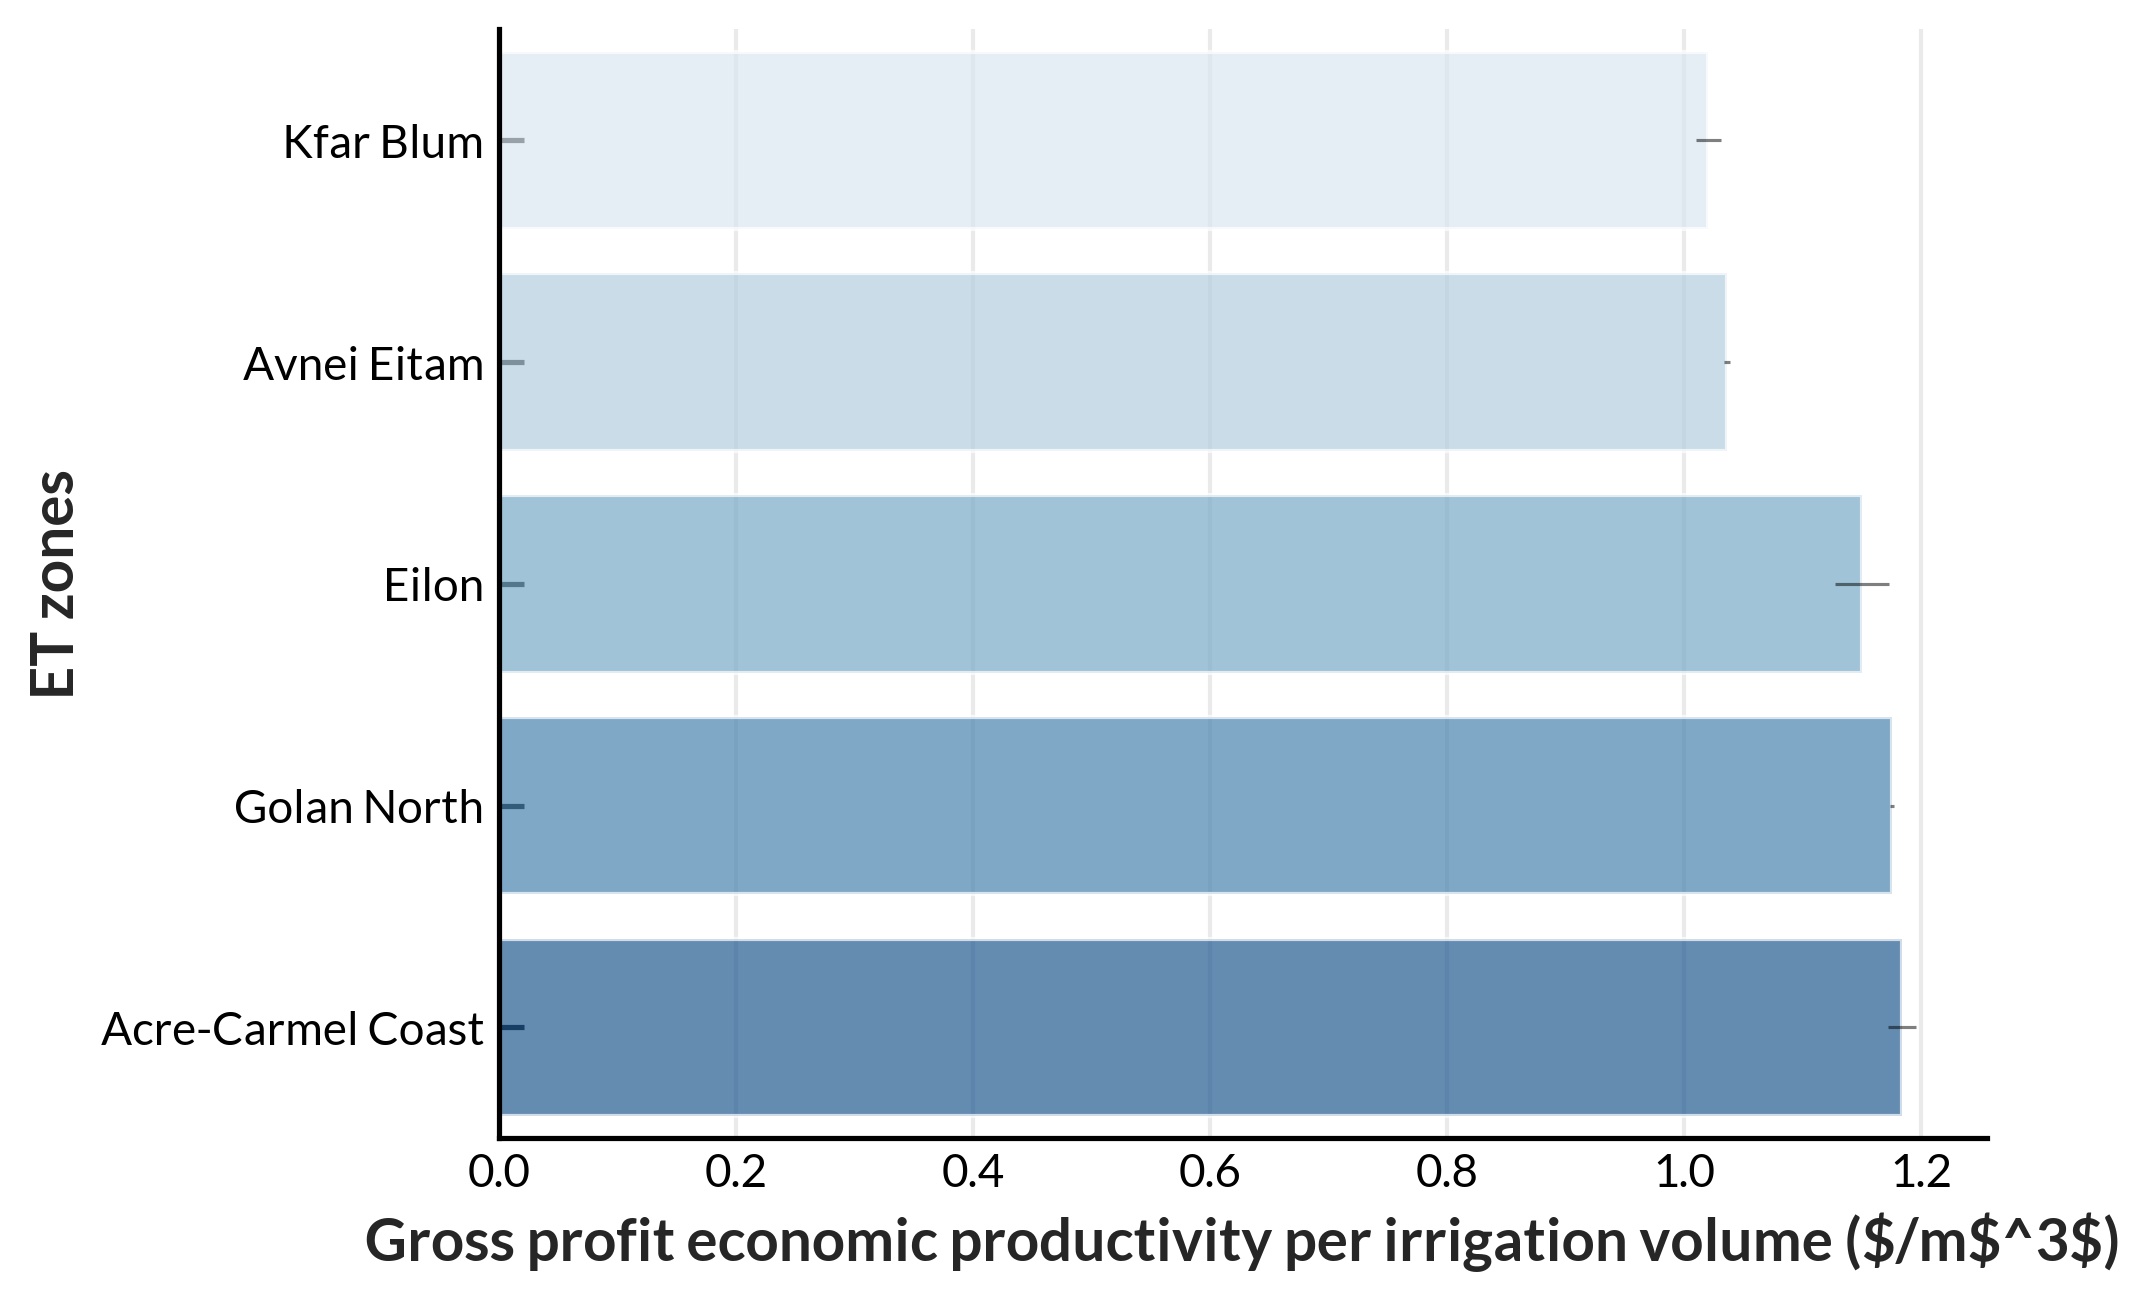 Kfar Blum
Avnei Eitam
Eilon
Golan North
Acre-Carmel Coast
ET zones
0.0 0.2 0.4 0.6 0.8 1.0 1.2
Gross profit economic productivity per irrigation volume ($/m$^3$)